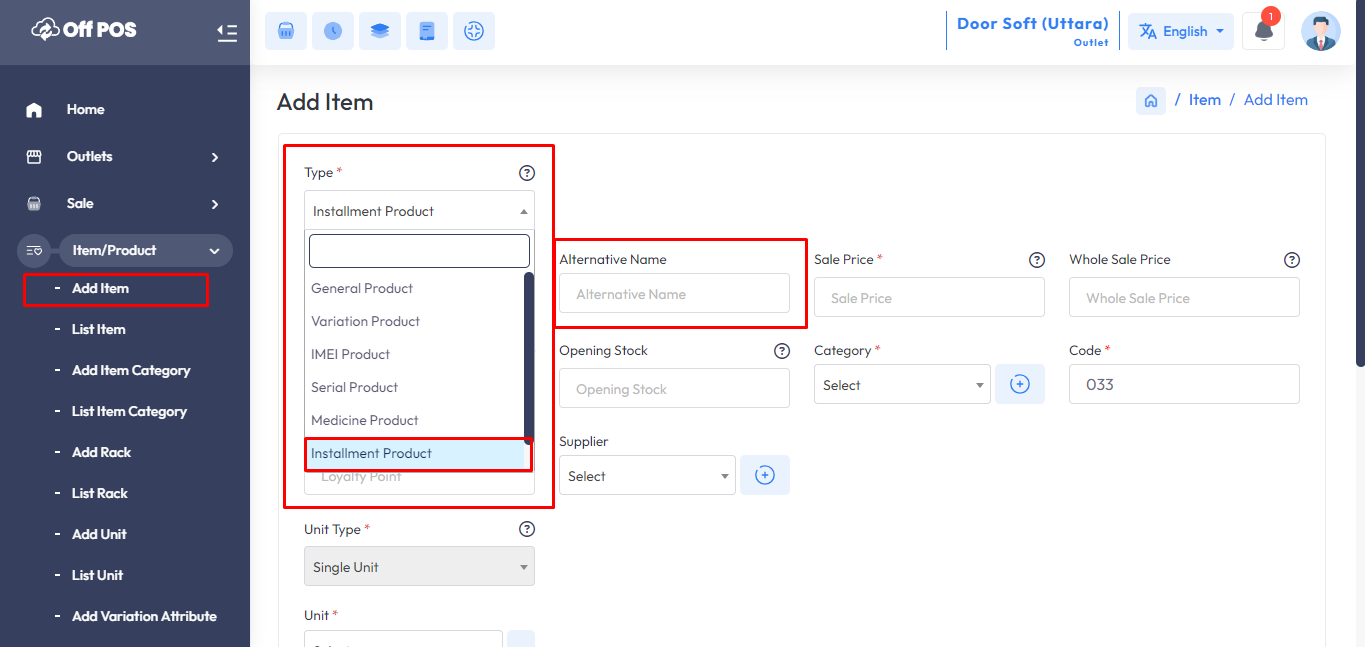 Off POS
Door Soft (Uttara)
Outlet
English
1
Home
Outlets
Sale
Item/Product
- Add Item
- List Item
- Add Item Category
- List Item Category
- Add Rack
- List Rack
- Add Unit
- List Unit
- Add Variation Attribute
Add Item
/ Item / Add Item
Type *
Installment Product
General Product
Variation Product
IMEI Product
Serial Product
Medicine Product
Installment Product
Loyalty Point
Alternative Name
Alternative Name
Sale Price *
Sale Price
Whole Sale Price
Whole Sale Price
Opening Stock
Opening Stock
Category *
Select
Code *
033
Supplier
Select
Unit Type *
Single Unit
Unit *